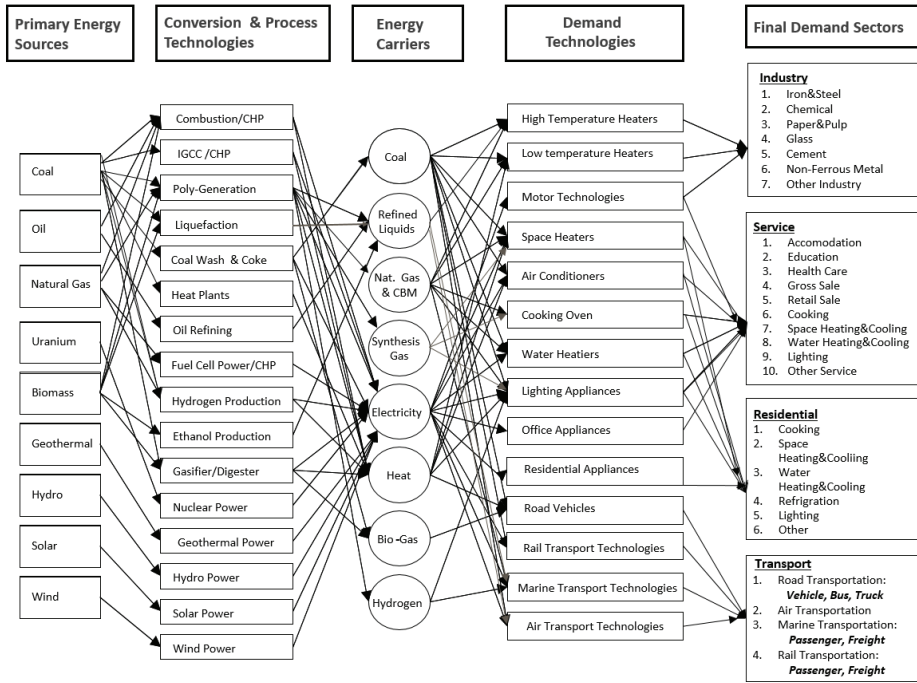 Primary Energy
Sources
Conversion & Process
Technologies
Energy
Carriers
Demand
Technologies
Final Demand Sectors
Coal
Oil
Natural Gas
Uranium
Biomass
Geothermal
Hydro
Solar
Wind
Combustion/CHP
IGCC /CHP
Poly-Generation
Liquefaction
Coal Wash & Coke
Heat Plants
Oil Refining
Fuel Cell Power/CHP
Hydrogen Production
Ethanol Production
Gasifier/Digester
Nuclear Power
Geothermal Power
Hydro Power
Solar Power
Wind Power
Coal
Refined
Liquids
Nat. Gas
& CBM
Synthesis
Gas
Electricity
Heat
Bio-Gas
Hydrogen
High Temperature Heaters
Low temperature Heaters
Motor Technologies
Space Heaters
Air Conditioners
Cooking Oven
Water Heatiers
Lighting Appliances
Office Appliances
Residential Appliances
Road Vehicles
Rail Transport Technologies
Marine Transport Technologies
Air Transport Technologies
Industry
1. Iron&Steel
2. Chemical
3. Paper&Pulp
4. Glass
5. Cement
6. Non-Ferrous Metal
7. Other Industry
Service
1. Accomodation
2. Education
3. Health Care
4. Gross Sale
5. Retail Sale
6. Cooking
7. Space Heating&Cooling
8. Water Heating&Cooling
9. Lighting
10. Other Service
Residential
1. Cooking
2. Space
Heating&Cooliing
3. Water
Heating&Cooling
4. Refrigration
5. Lighting
6. Other
Transport
1. Road Transportation:
Vehicle, Bus, Truck
2. Air Transportation
3. Marine Transportation:
Passenger, Freight
4. Rail Transportation:
Passenger, Freight